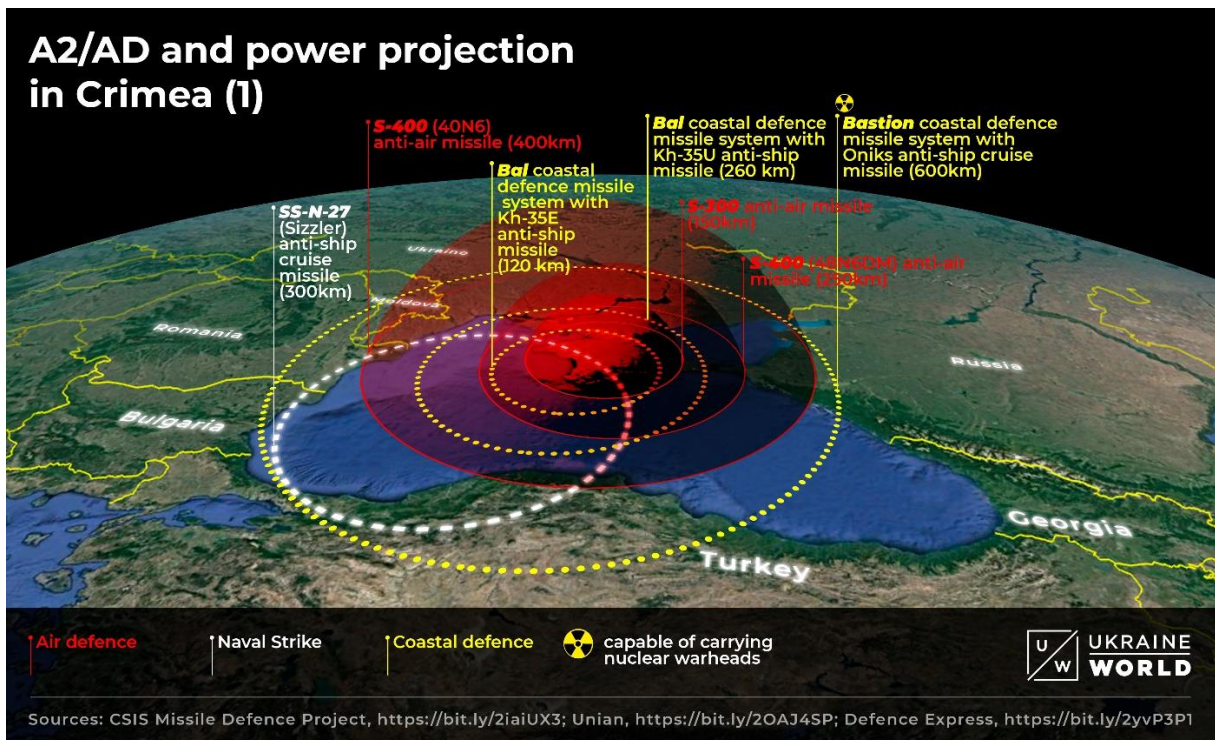 A2/AD and power projection
in Crimea (1)
S-400 (40N6)
anti-air missile (400km)
Bal coastal
defence missile
system with
Kh-35E
anti-ship
missile
(120 km)
Bal coastal defence
missile system with
Kh-35U anti-ship
missile (260 km)
Bastion coastal defence
missile system with
Oniks anti-ship cruise
missile (600km)
SS-N-27
(Sizzler)
anti-ship
cruise
missile
(300km)
S-300 anti-air missile
(150km)
S-400 (48N6DM) anti-air
missile (250km)
Ukraine
Moldova
Romania
Russia
Bulgaria
Georgia
Turkey
Air defence
Naval Strike
Coastal defence
capable of carrying
nuclear warheads
U W
UKRAINE
WORLD
Sources: CSIS Missile Defence Project, https://bit.ly/2iaiUX3; Unian, https://bit.ly/2OAJ4SP; Defence Express, https://bit.ly/2yvP3P1